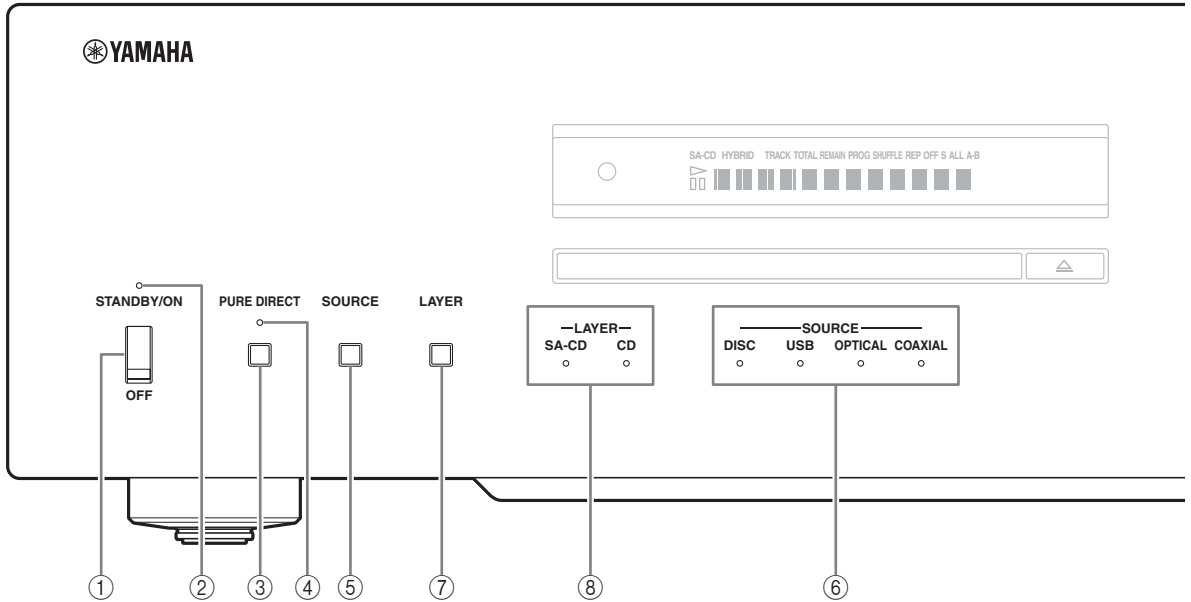 YAMAHA
SA-CD HYBRID TRACK TOTAL REMAIN PROG SHUFFLE REP OFF S ALL A-B
STANDBY/ON
PURE DIRECT
SOURCE
LAYER
OFF
LAYER
SA-CD CD
SOURCE
DISC USB OPTICAL COAXIAL
① ② ③ ④ ⑤ ⑦ ⑧ ⑥